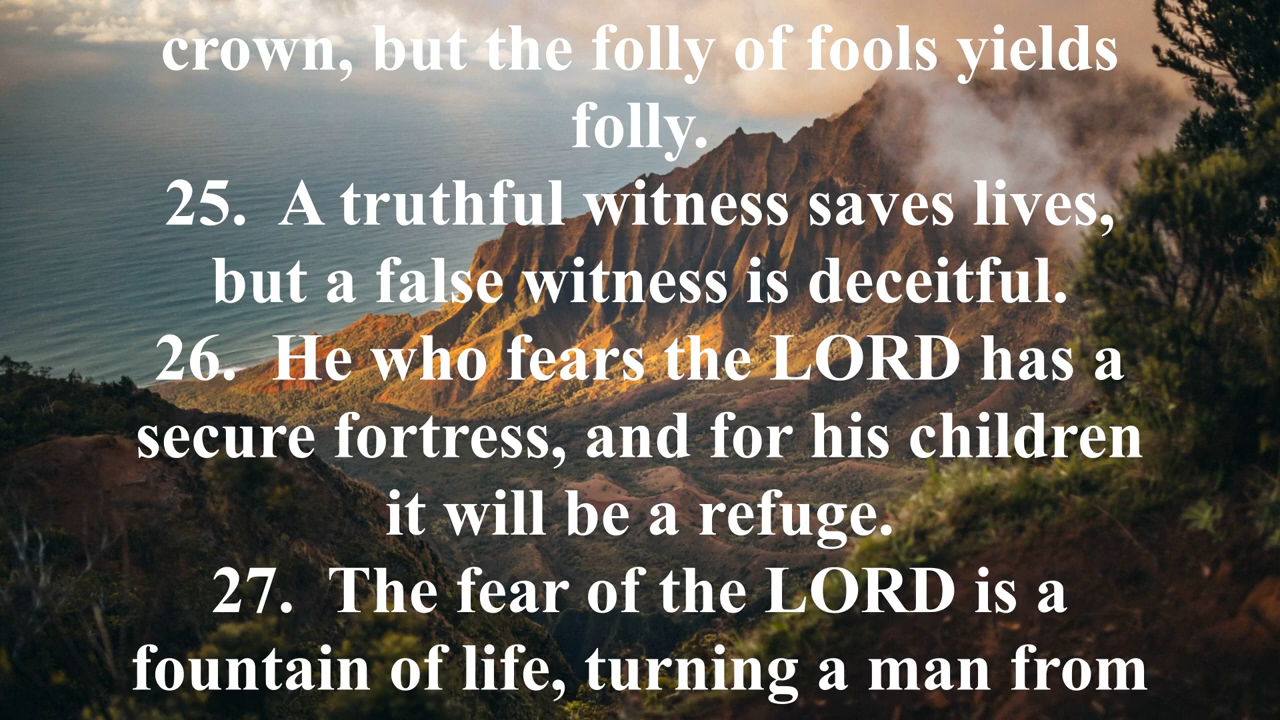 crown, but the folly of fools yields
folly.
25. A truthful witness saves lives,
but a false witness is deceitful.
26. He who fears the LORD has a
secure fortress, and for his children
it will be a refuge.
27. The fear of the LORD is a
fountain of life, turning a man from